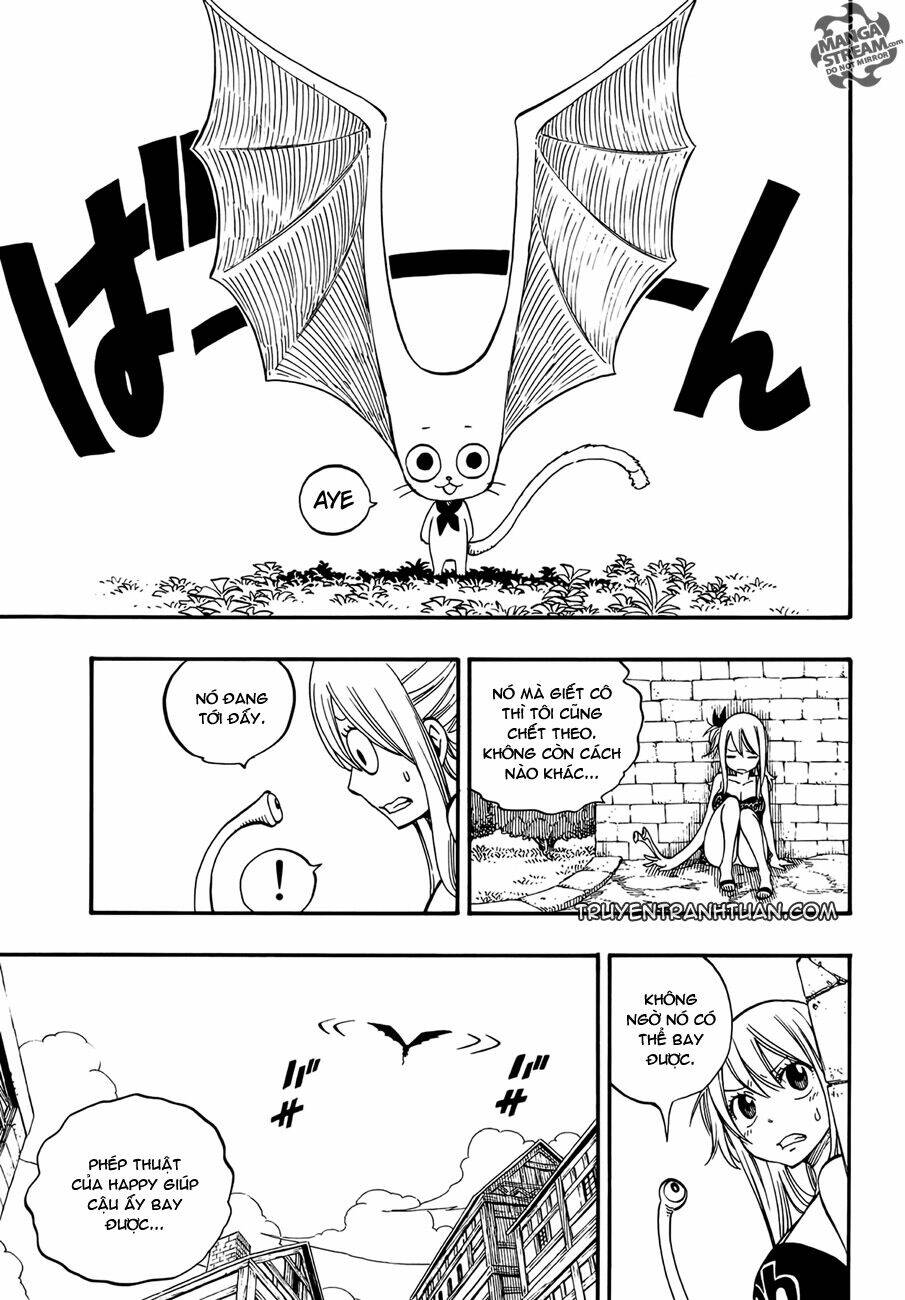 MANGA
STREAM.com
DO NOT MIRROR
ばーーん
AYE
NÓ MÀ GIẾT CÔ
THÌ TÔI CŨNG
CHẾT THEO.
KHÔNG CÒN CÁCH
NÀO KHÁC...
NÓ ĐANG
TỚI ĐẤY.
!
TRUYENTRANHTUAN.COM
KHÔNG
NGỜ NÓ CÓ
THỂ BAY
ĐƯỢC.
バ
サ
バ
サ
PHÉP THUẬT
CỦA HAPPY GIÚP
CẬU ẤY BAY
ĐƯỢC...